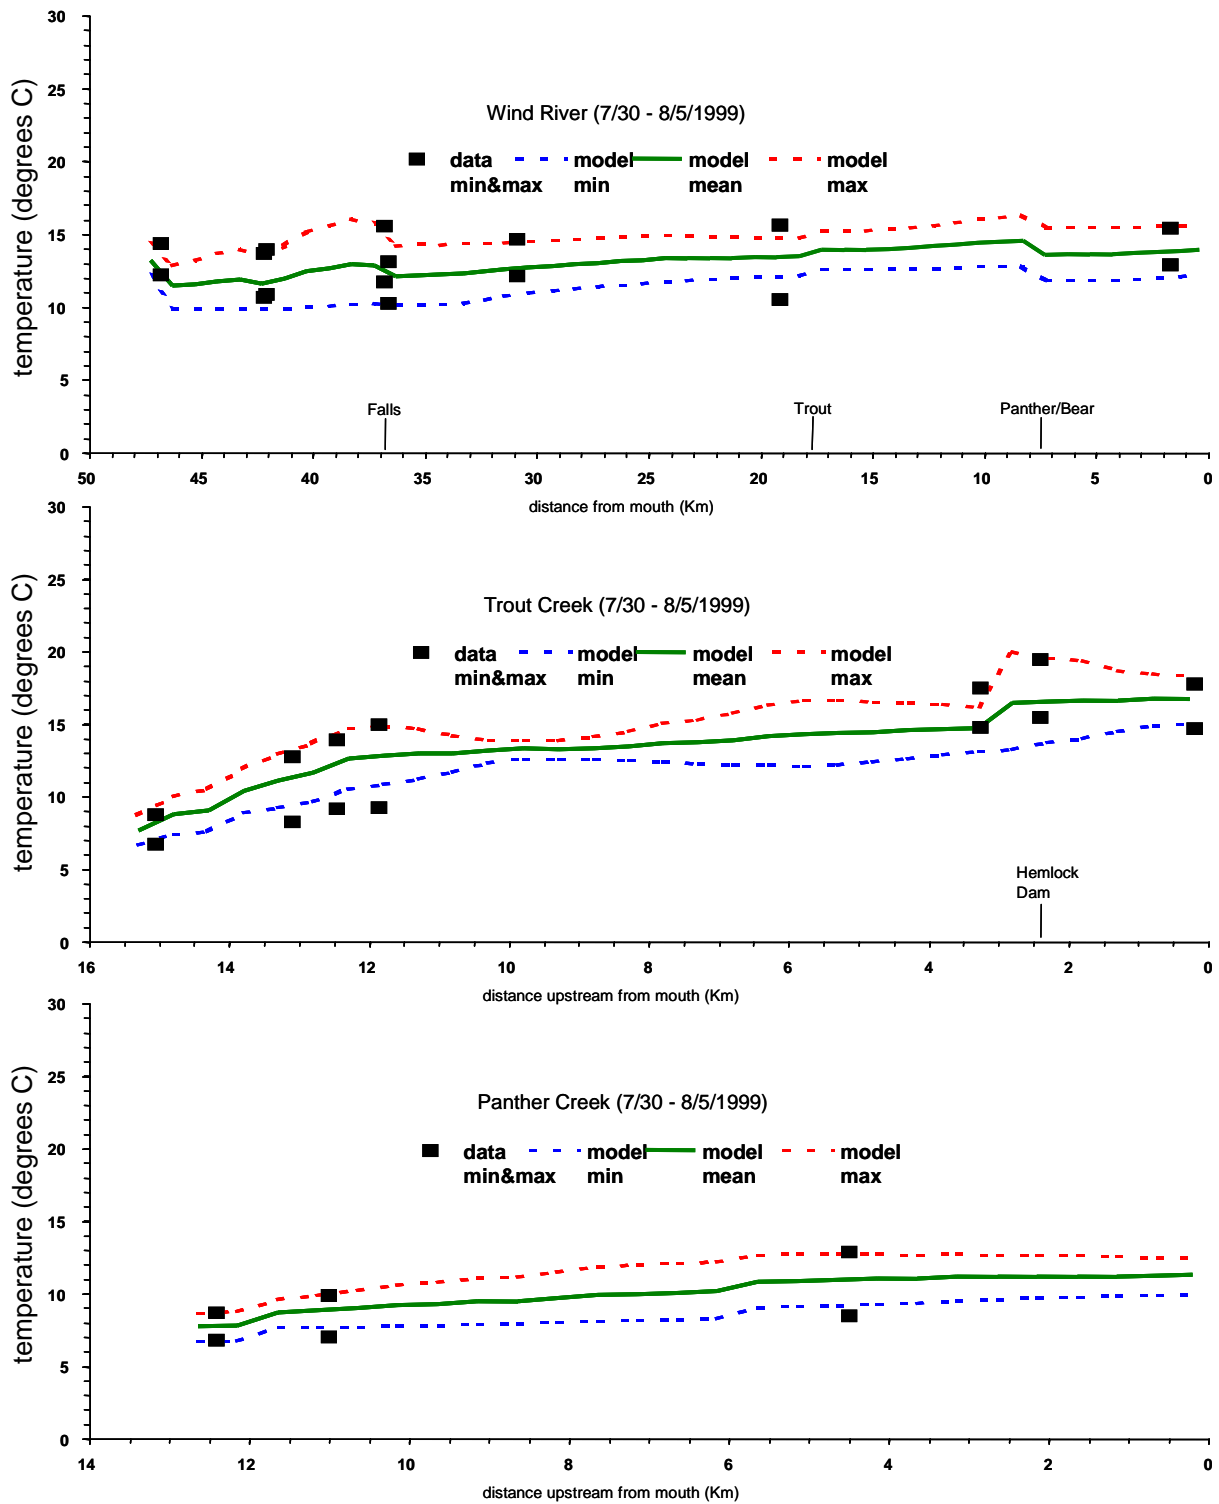 30
25
Wind River (7/30 - 8/5/1999)
20
data model model model
min&max min mean max
15
10
5
0
temperature (degrees C)
Falls Trout Panther/Bear
50 45 40 35 30 25 20 15 10 5 0
distance from mouth (Km)
30
25
Trout Creek (7/30 - 8/5/1999)
20
data model model model
min&max min mean max
15
10
5
0
temperature (degrees C)
Hemlock
Dam
16 14 12 10 8 6 4 2 0
distance upstream from mouth (Km)
30
25
Panther Creek (7/30 - 8/5/1999)
20
data model model model
min&max min mean max
15
10
5
0
temperature (degrees C)
14 12 10 8 6 4 2 0
distance upstream from mouth (Km)